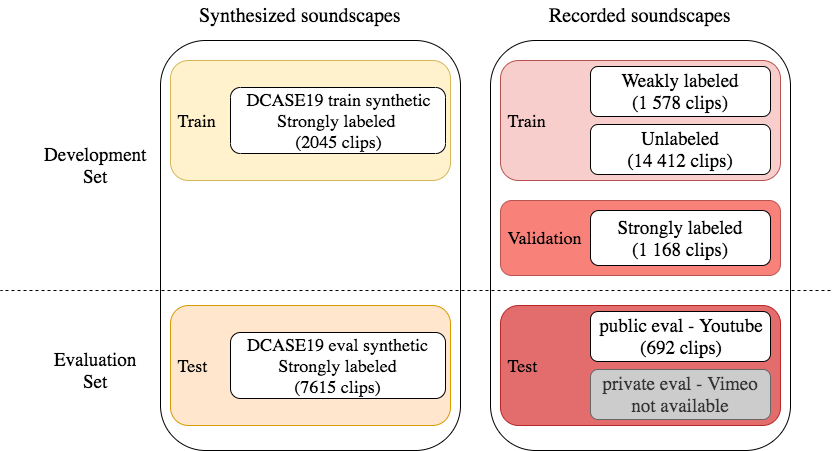 Synthesized soundscapes
Recorded soundscapes
Development
Set
Train
DCASE19 train synthetic
Strongly labeled
(2045 clips)
Train
Weakly labeled
(1 578 clips)
Unlabeled
(14 412 clips)
Validation
Strongly labeled
(1 168 clips)
Evaluation
Set
Test
DCASE19 eval synthetic
Strongly labeled
(7615 clips)
Test
public eval - Youtube
(692 clips)
private eval - Vimeo
not available